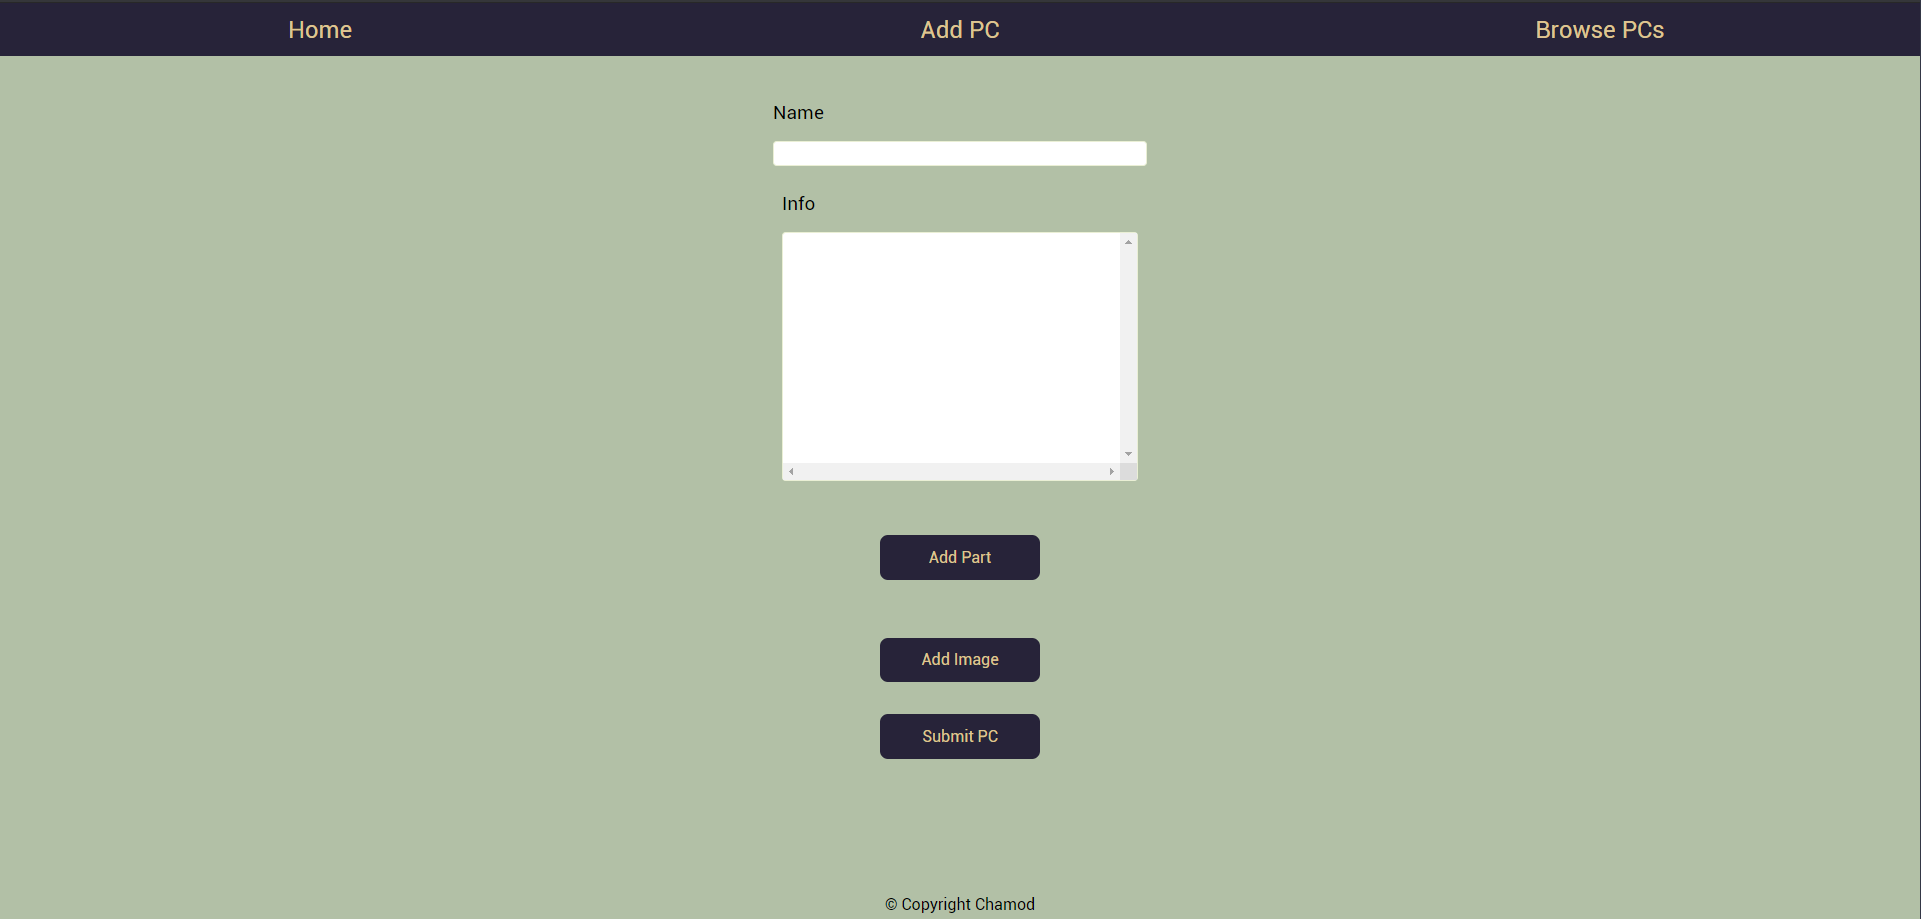 Home Add PC Browse PCs
Name
Info
Add Part
Add Image
Submit PC
© Copyright Chamod